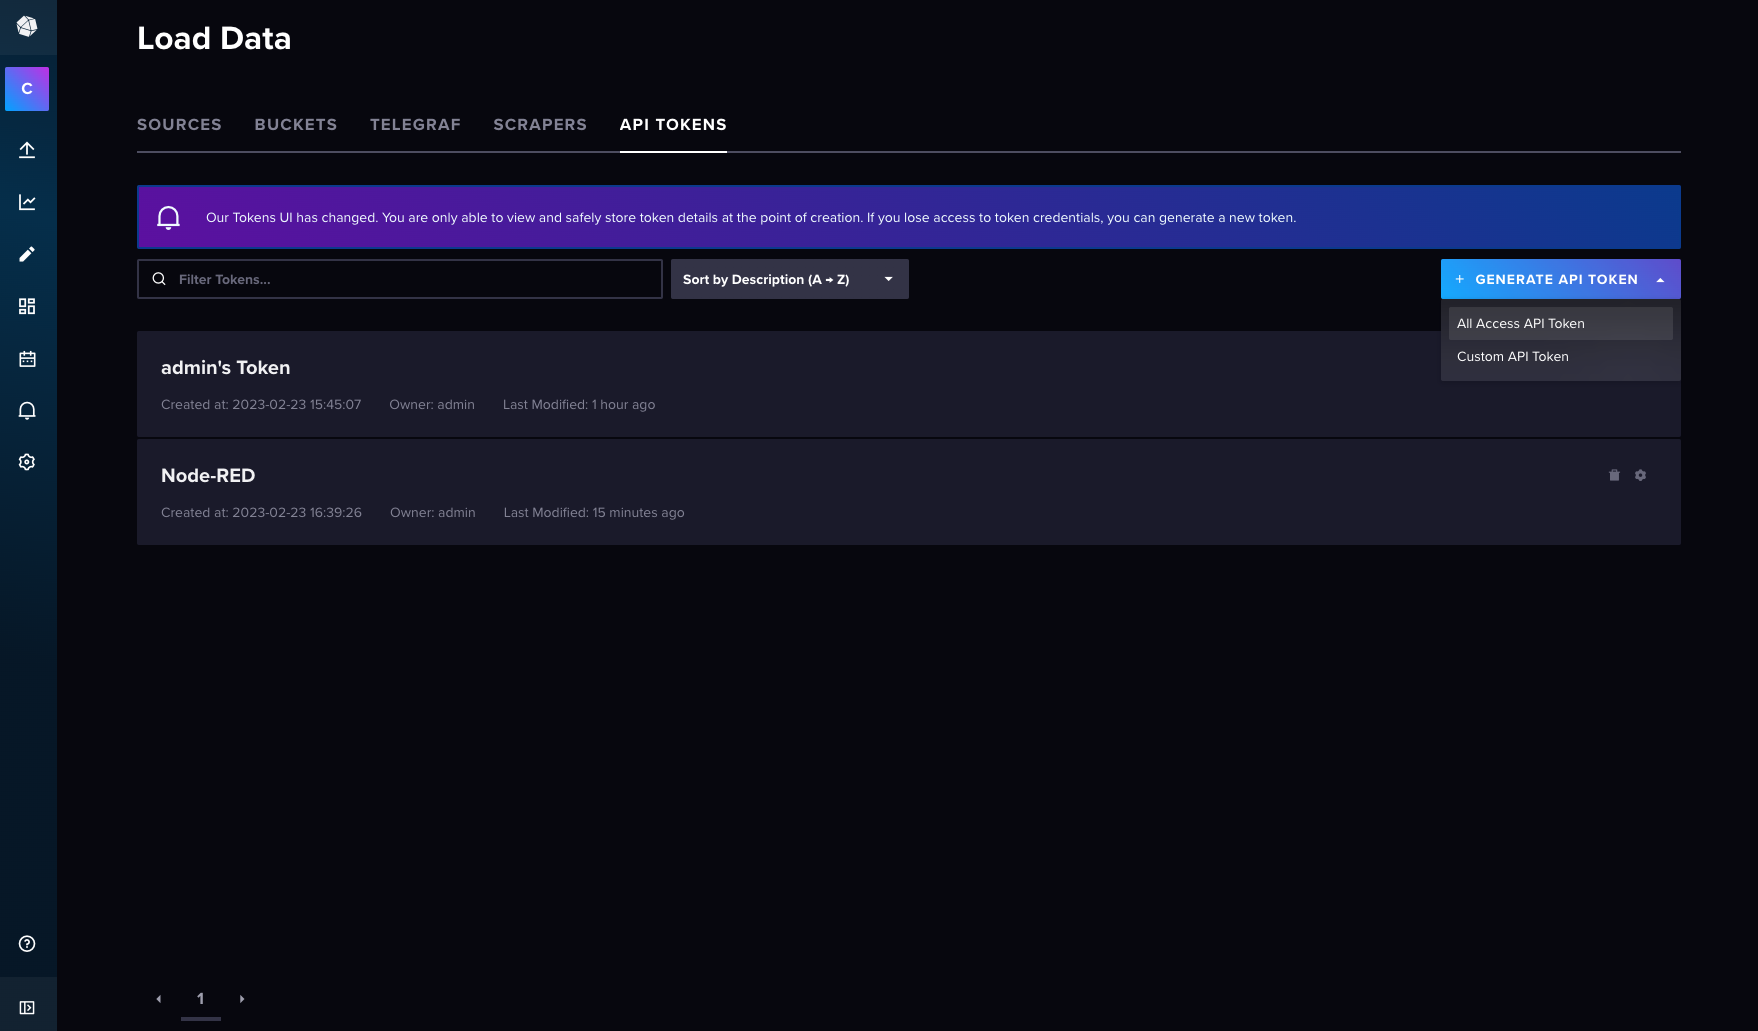 Load Data
C
SOURCES BUCKETS TELEGRAF SCRAPERS API TOKENS
Our Tokens UI has changed. You are only able to view and safely store token details at the point of creation. If you lose access to token credentials, you can generate a new token.
Filter Tokens...
Sort by Description (A → Z)
+ GENERATE API TOKEN
All Access API Token
Custom API Token
admin's Token
Created at: 2023-02-23 15:45:07 Owner: admin Last Modified: 1 hour ago
Node-RED
Created at: 2023-02-23 16:39:26 Owner: admin Last Modified: 15 minutes ago
1